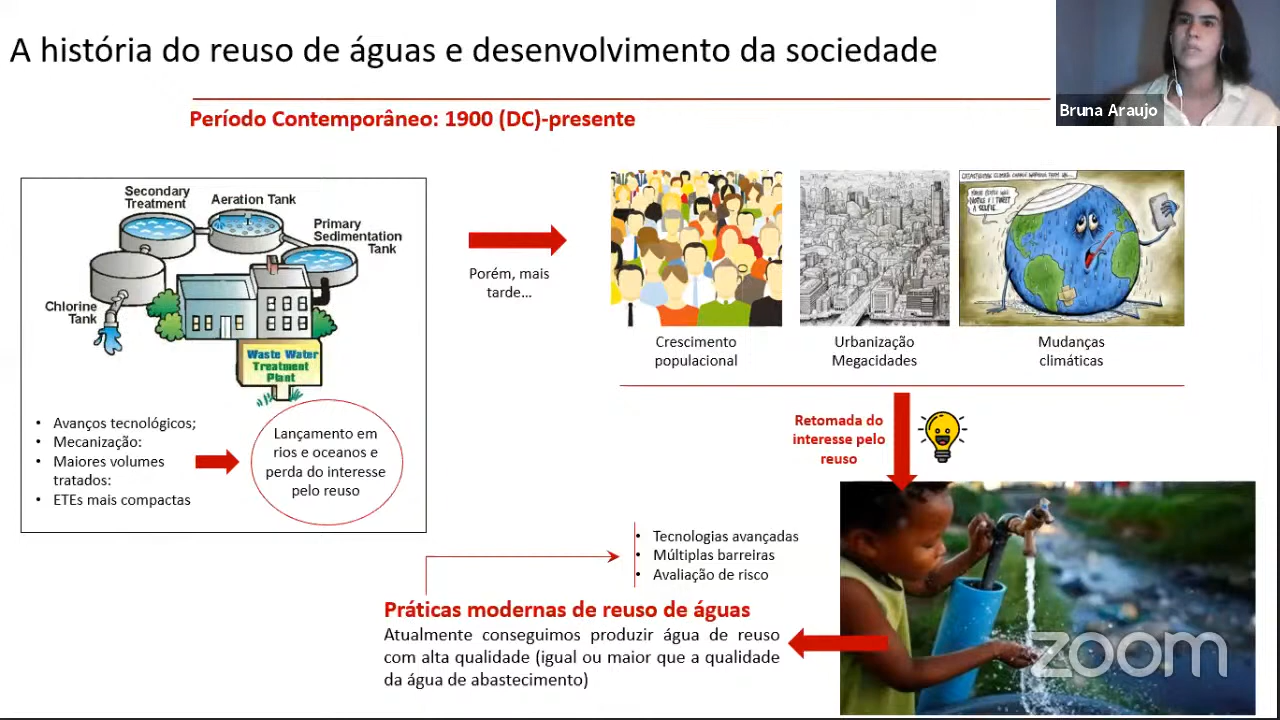 A história do reuso de águas e desenvolvimento da sociedade
Bruna Araujo
Período Contemporâneo: 1900 (DC)-presente
Secondary
Treatment
Aeration Tank
Primary
Sedimentation
Tank
Chlorine
Tank
Waste Water
Treatment
Plant
• Avanços tecnológicos;
• Mecanização:
• Maiores volumes
tratados:
• ETEs mais compactas
Lançamento em
rios e oceanos e
perda do interesse
pelo reuso
Porém, mais
tarde...
Crescimento
populacional
Urbanização
Megacidades
Mudanças
climáticas
Retomada do
interesse pelo
reuso
• Tecnologias avançadas
• Múltiplas barreiras
• Avaliação de risco
Práticas modernas de reuso de águas
Atualmente conseguimos produzir água de reuso
com alta qualidade (igual ou maior que a qualidade
da água de abastecimento)
zoom